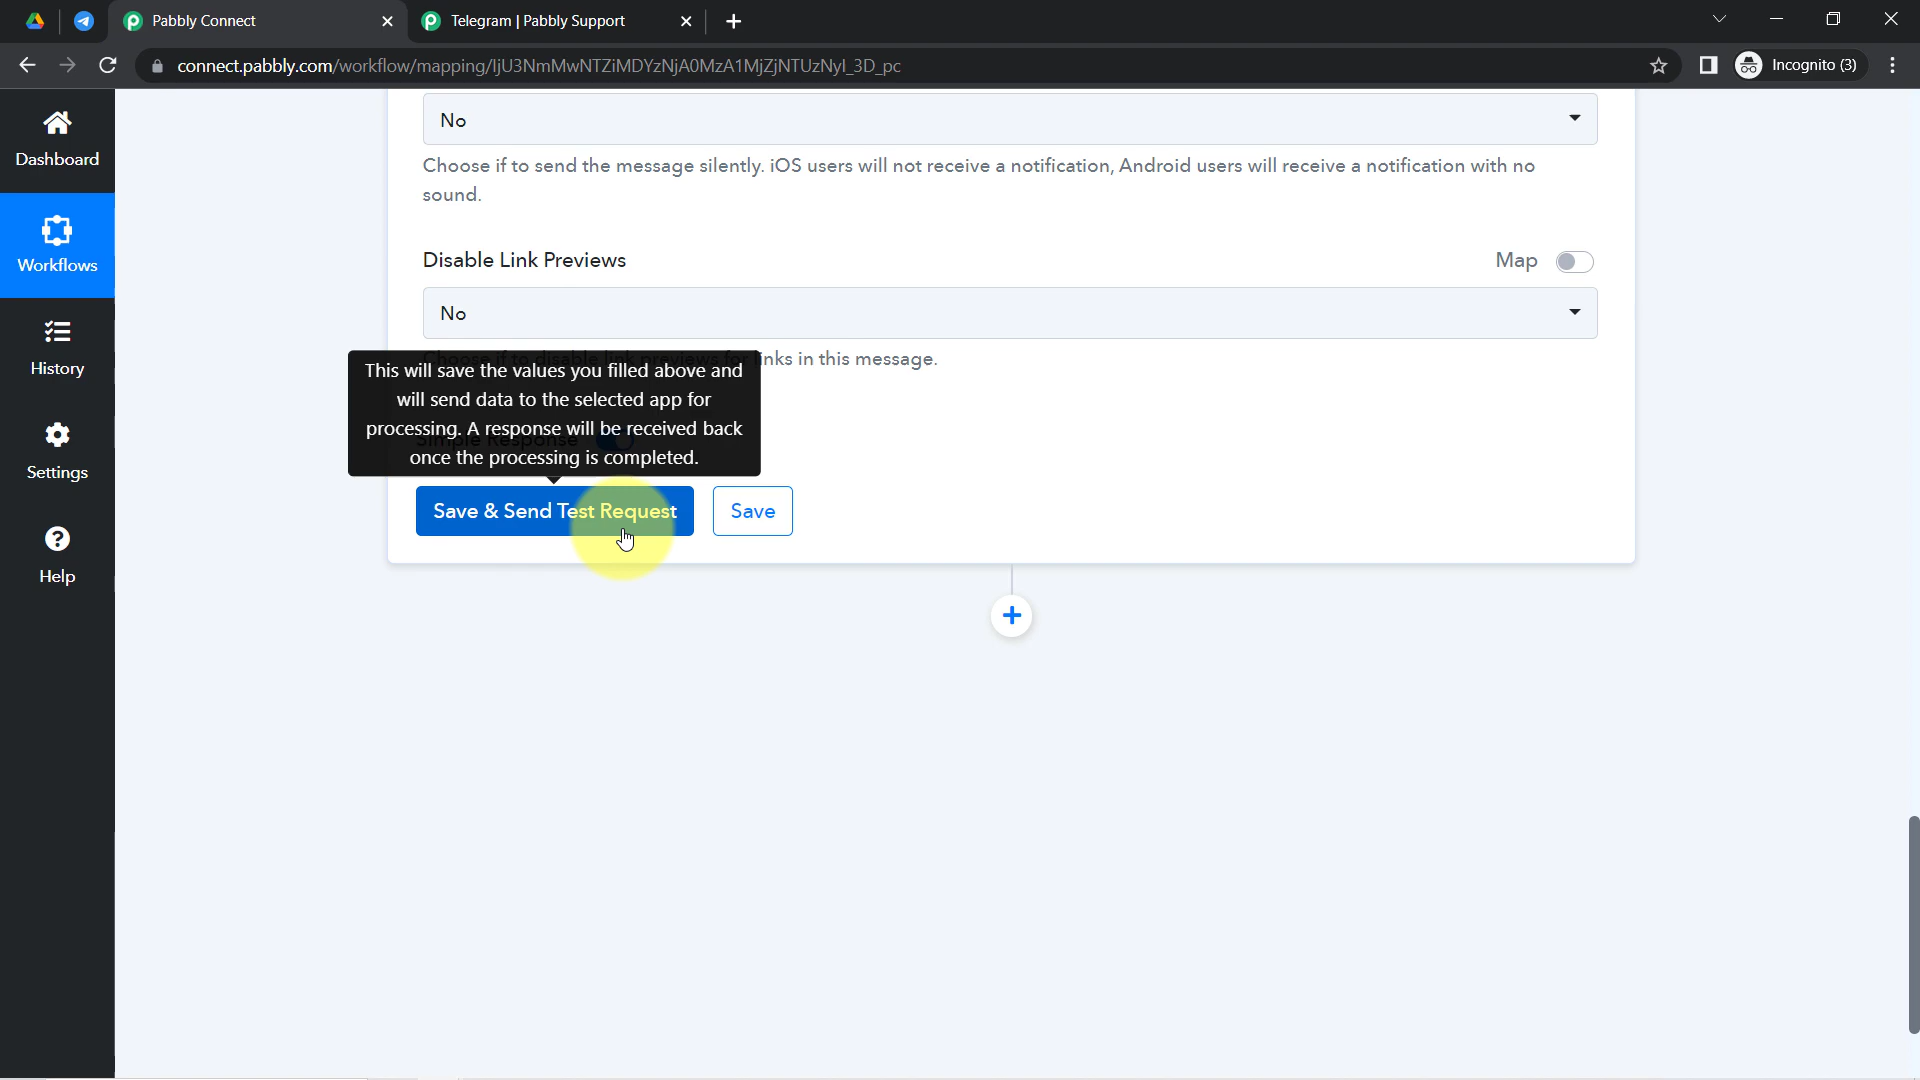 Pabbly Connect
Telegram | Pabbly Support
connect.pabbly.com/workflow/mapping/IjU3NmMwNTZiMDYzNjA0MzA1MjZjNTUzNyI_3D_pc
Incognito (3)
Dashboard
Workflows
History
Settings
Help
No
Choose if to send the message silently. iOS users will not receive a notification, Android users will receive a notification with no
sound.
Disable Link Previews
Map
No
Choose if to disable link previews for links in this message.
This will save the values you filled above and
will send data to the selected app for
processing. A response will be received back
once the processing is completed.
Simple Response
Save & Send Test Request
Save